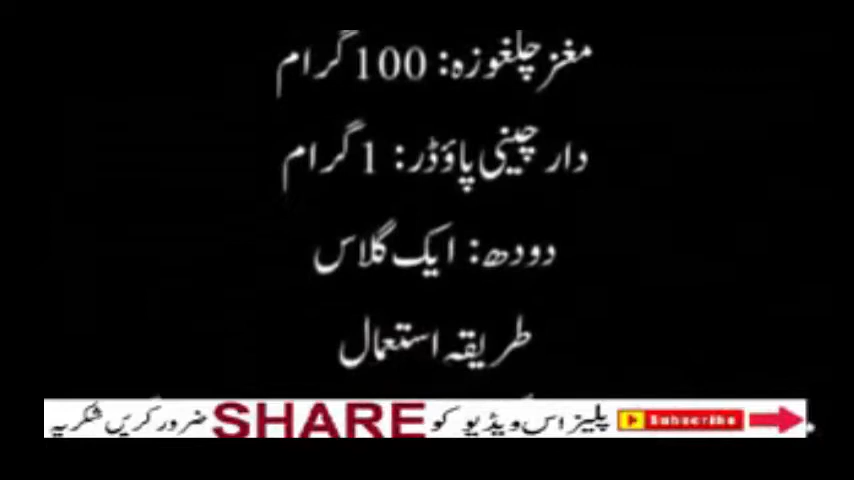 مغز چلغوزہ: 100 گرام
دار چینی پاؤڈر: 1 گرام
دودھ: ایک گلاس
طریقہ استعمال
Subscribe پلیز اس ویڈیو کو SHARE ضرور کریں شکریہ